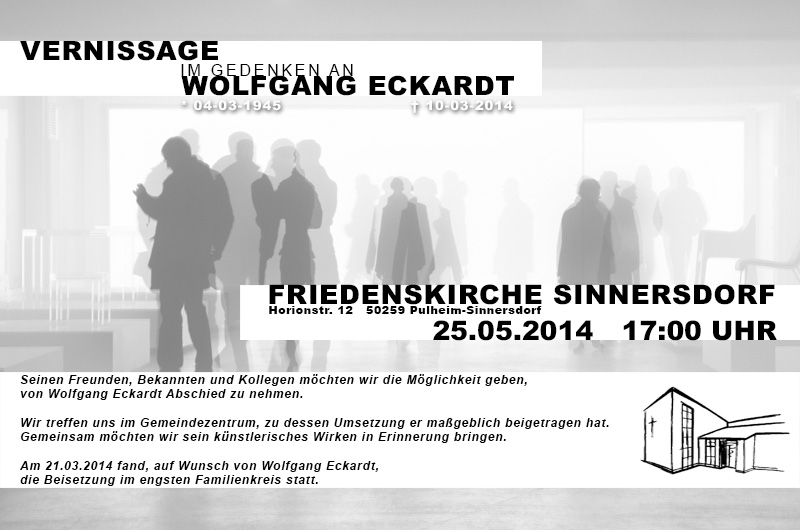 VERNISSAGE
IM GEDENKEN AN
WOLFGANG ECKARDT
* 04-03-1945 † 10-03-2014
FRIEDENSKIRCHE SINNERSDORF
Horionstr. 12 50259 Pulheim-Sinnersdorf
25.05.2014 17:00 UHR
Seinen Freunden, Bekannten und Kollegen möchten wir die Möglichkeit geben,
von Wolfgang Eckardt Abschied zu nehmen.
Wir treffen uns im Gemeindezentrum, zu dessen Umsetzung er maßgeblich beigetragen hat.
Gemeinsam möchten wir sein künstlerisches Wirken in Erinnerung bringen.
Am 21.03.2014 fand, auf Wunsch von Wolfgang Eckardt,
die Beisetzung im engsten Familienkreis statt.